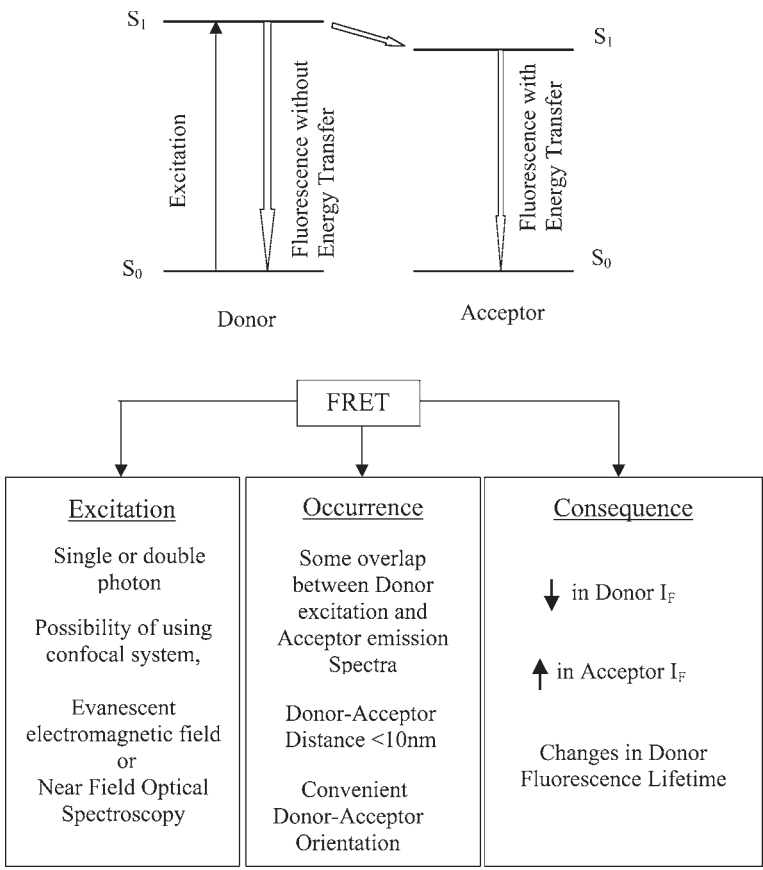 S1
S1
Excitation
Fluorescence without
Energy Transfer
Fluorescence with
Energy Transfer
S0
S0
Donor
Acceptor
FRET
Excitation
Single or double
photon
Possibility of using
confocal system,
Evanescent
electromagnetic field
or
Near Field Optical
Spectroscopy
Occurrence
Some overlap
between Donor
excitation and
Acceptor emission
Spectra
Donor-Acceptor
Distance <10nm
Convenient
Donor-Acceptor
Orientation
Consequence
in Donor IF
in Acceptor IF
Changes in Donor
Fluorescence Lifetime